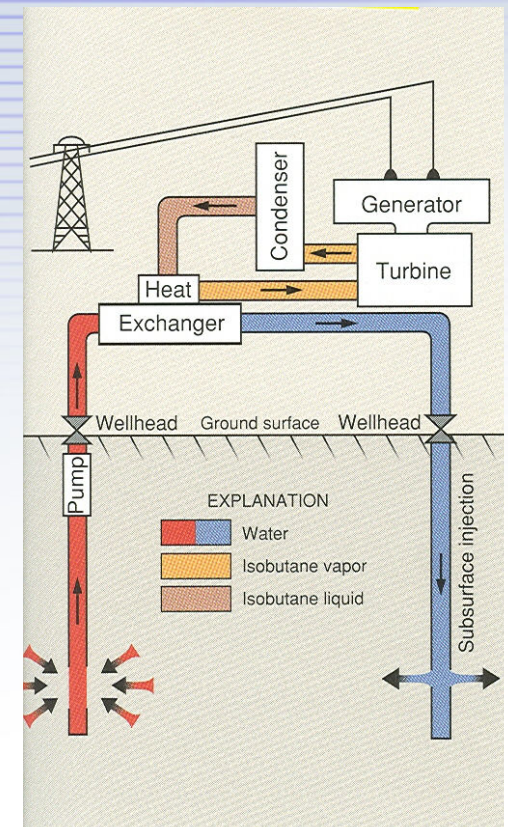 Generator
Condenser
Turbine
Heat
Exchanger
Wellhead
Ground surface
Wellhead
Pump
EXPLANATION
Water
Isobutane vapor
Isobutane liquid
Subsurface injection